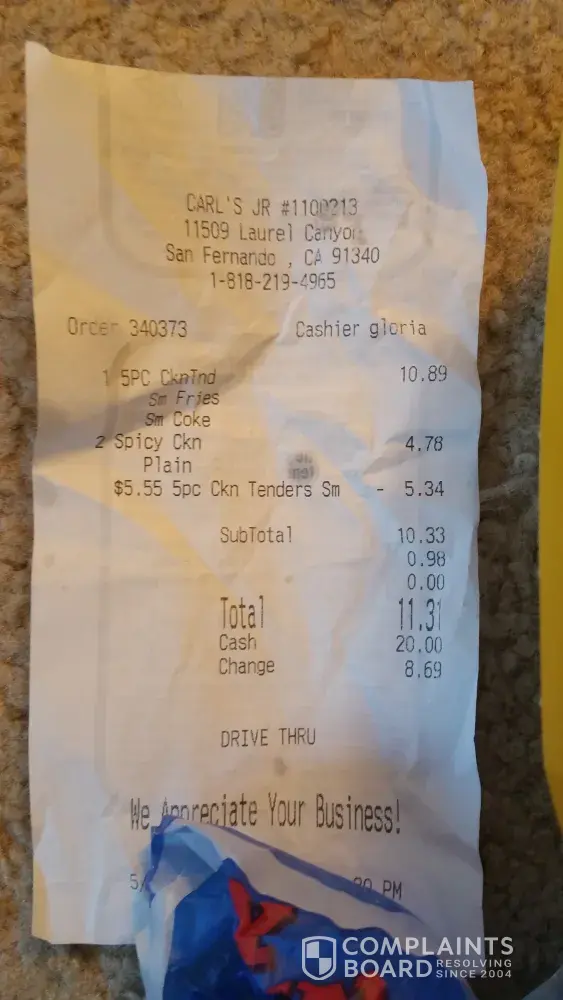 CARL'S JR #1100213
11509 Laurel Canyon
San Fernando , CA 91340
1-818-219-4965
Order 340373 Cashier gloria
1 5PC CknTnd 10.89
Sm Fries
Sm Coke
2 Spicy Ckn 4.78
Plain
$5.55 5pc Ckn Tenders Sm - 5.34
SubTotal 10.33
0.98
0.00
Total 11.31
Cash 20.00
Change 8.69
DRIVE THRU
We Appreciate Your Business!
5/ PM
COMPLAINTS
BOARD RESOLVING
SINCE 2004